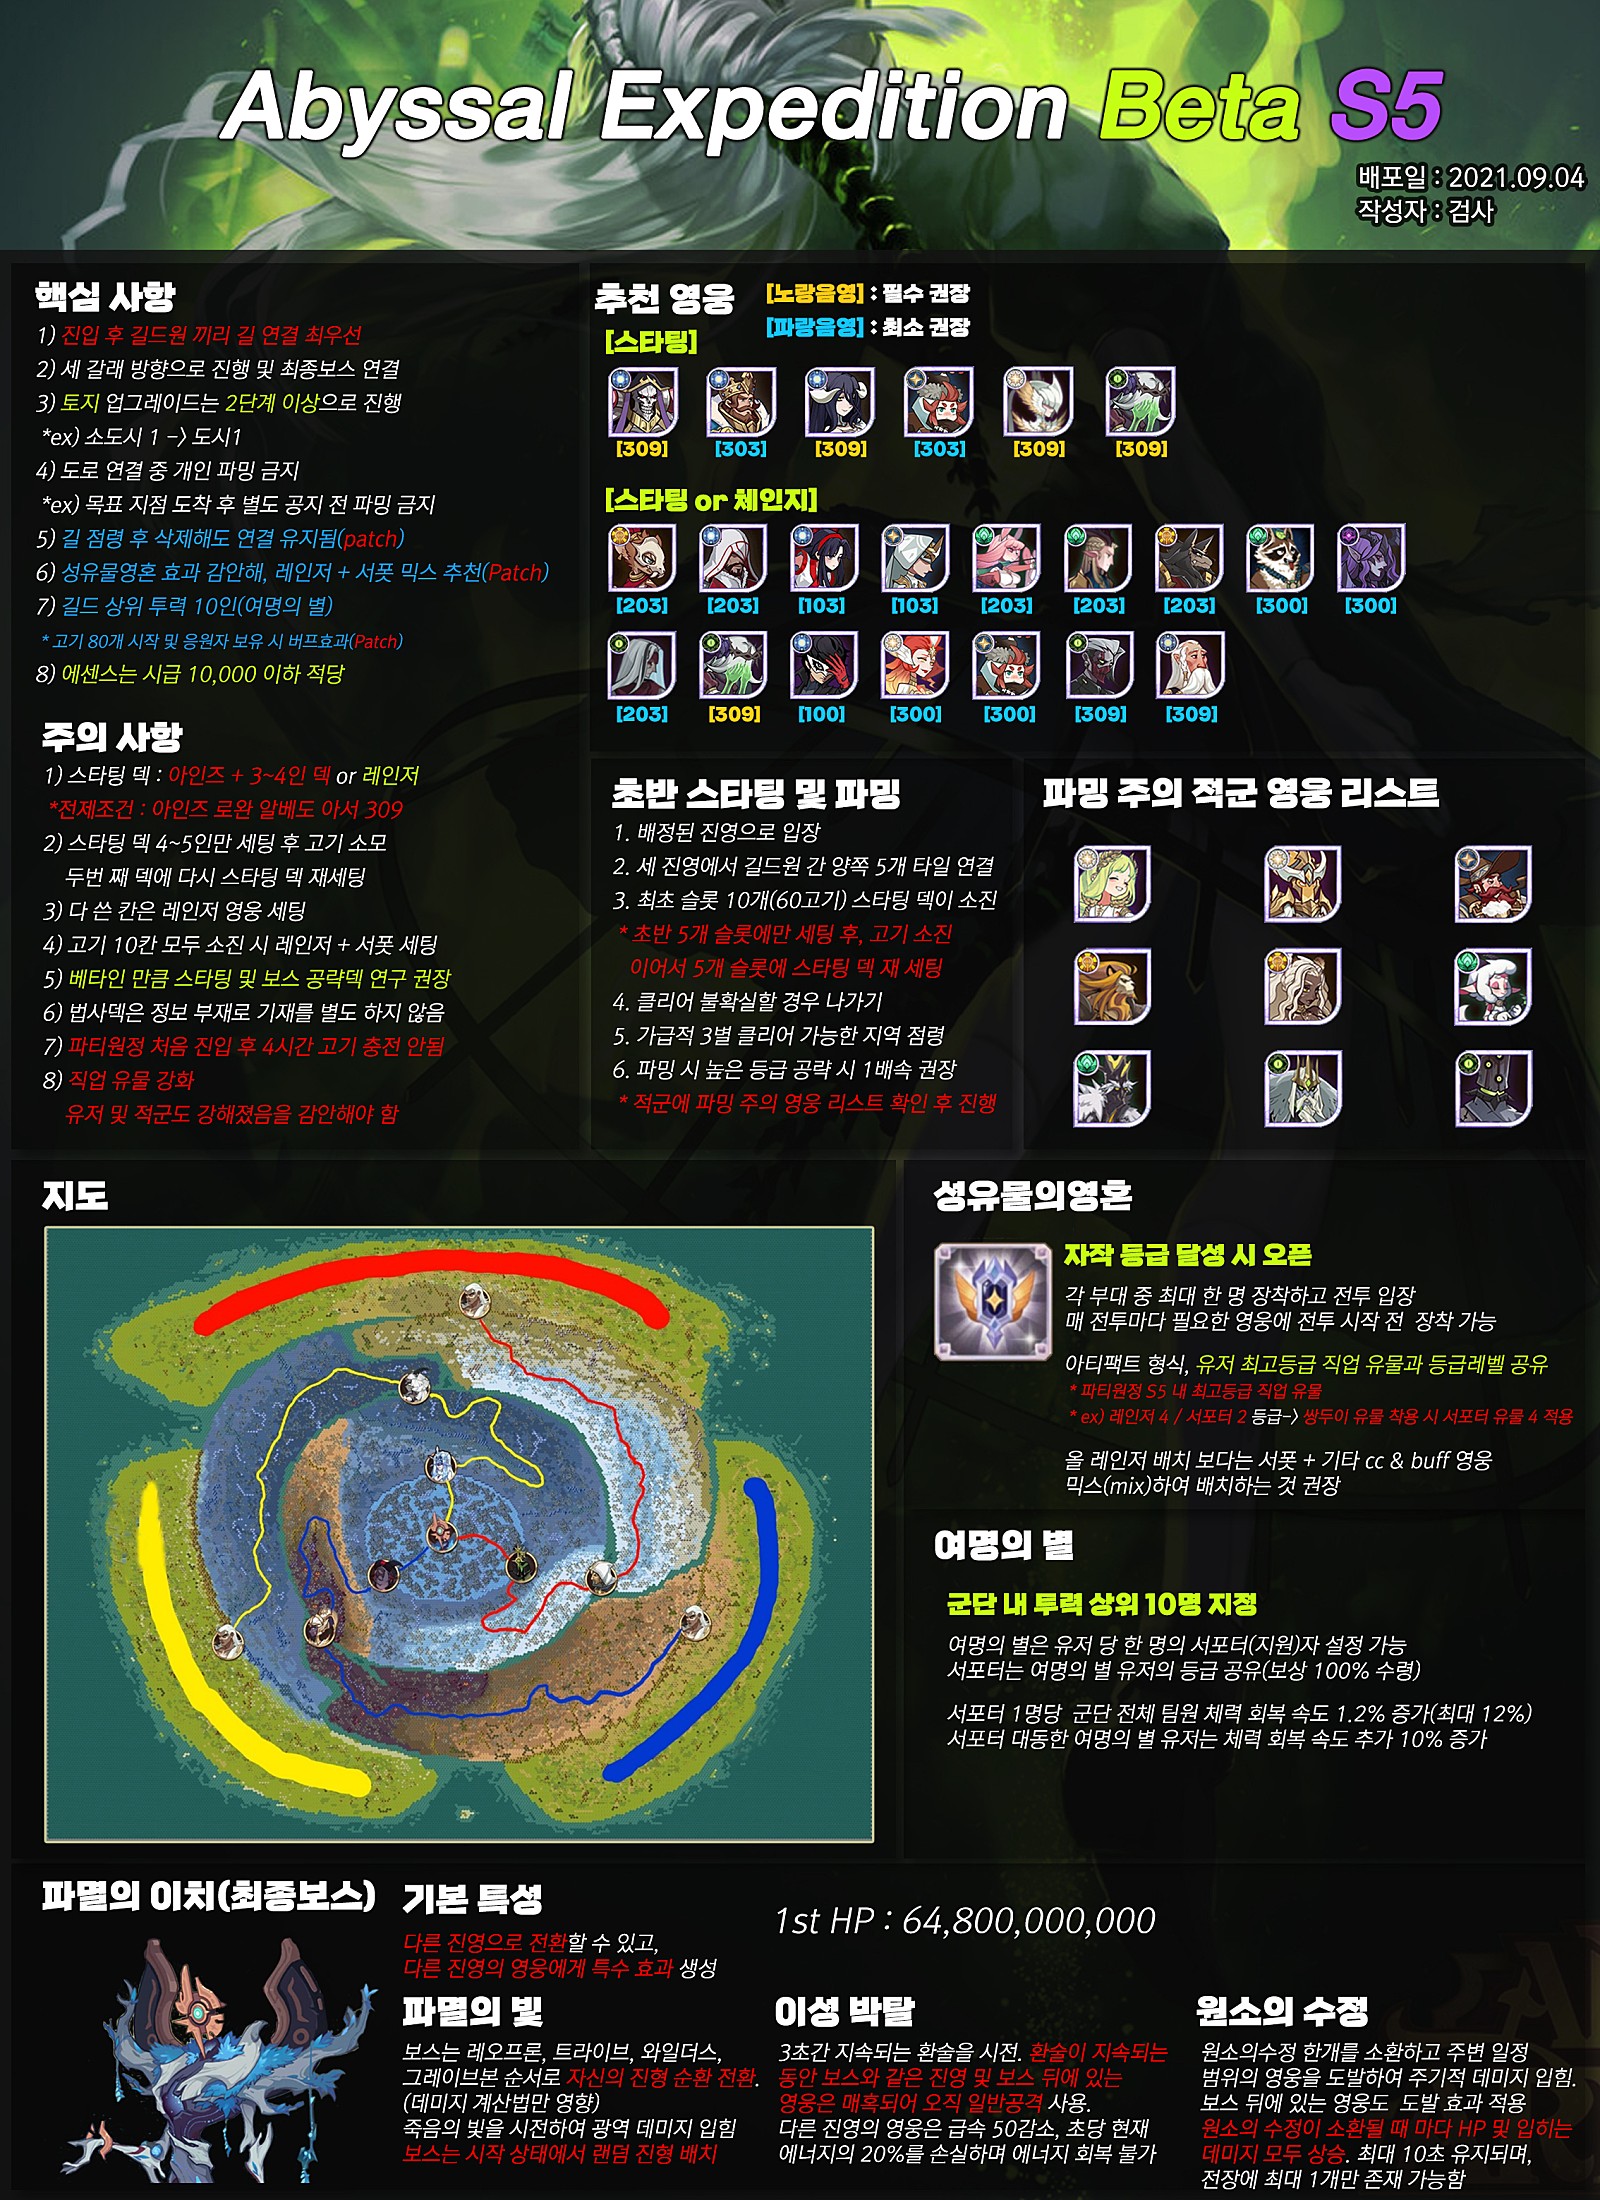 Abyssal Expedition Beta S5
배포일 : 2021.09.04
작성자 : 검사
핵심 사항
1) 진입 후 길드원 끼리 길 연결 최우선
2) 세 갈래 방향으로 진행 및 최종보스 연결
3) 토지 업그레이드는 2단계 이상으로 진행
*ex) 소도시 1 -> 도시1
4) 도로 연결 중 개인 파밍 금지
*ex) 목표 지점 도착 후 별도 공지 전 파밍 금지
5) 길 점령 후 삭제해도 연결 유지됨(patch)
6) 성유물영혼 효과 감안해, 레인저 + 서폿 믹스 추천(Patch)
7) 길드 상위 투력 10인(여명의 별)
* 고기 80개 시작 및 응원자 보유 시 버프효과(Patch)
8) 에센스는 시급 10,000 이하 적당
주의 사항
1) 스타팅 덱 : 아인즈 + 3~4인 덱 or 레인저
*전제조건 : 아인즈 로완 알베도 아서 309
2) 스타팅 덱 4~5인만 세팅 후 고기 소모
두번 째 덱에 다시 스타팅 덱 재세팅
3) 다 쓴 칸은 레인저 영웅 세팅
4) 고기 10칸 모두 소진 시 레인저 + 서폿 세팅
5) 베타인 만큼 스타팅 및 보스 공략덱 연구 권장
6) 법사덱은 정보 부재로 기재를 별도 하지 않음
7) 파티원정 처음 진입 후 4시간 고기 충전 안됨
8) 직업 유물 강화
유저 및 적군도 강해졌음을 감안해야 함
추천 영웅
[노랑음영] : 필수 권장
[파랑음영] : 최소 권장
[스타팅]
[309] [303] [309] [303] [309] [309]
[스타팅 or 체인지]
[203] [203] [103] [103] [203] [203] [203] [300] [300]
[203] [309] [100] [300] [300] [309] [309]
초반 스타팅 및 파밍
1. 배정된 진영으로 입장
2. 세 진영에서 길드원 간 양쪽 5개 타일 연결
3. 최초 슬롯 10개(60고기) 스타팅 덱이 소진
* 초반 5개 슬롯에만 세팅 후, 고기 소진
이어서 5개 슬롯에 스타팅 덱 재 세팅
4. 클리어 불확실할 경우 나가기
5. 가급적 3별 클리어 가능한 지역 점령
6. 파밍 시 높은 등급 공략 시 1배속 권장
* 적군에 파밍 주의 영웅 리스트 확인 후 진행
파밍 주의 적군 영웅 리스트
지도
성유물의영혼
자작 등급 달성 시 오픈
각 부대 중 최대 한 명 장착하고 전투 입장
매 전투마다 필요한 영웅에 전투 시작 전 장착 가능
아티팩트 형식, 유저 최고등급 직업 유물과 등급레벨 공유
* 파티원정 S5 내 최고등급 직업 유물
* ex) 레인저 4 / 서포터 2 등급-> 쌍두이 유물 착용 시 서포터 유물 4 적용
올 레인저 배치 보다는 서폿 + 기타 cc & buff 영웅
믹스(mix)하여 배치하는 것 권장
여명의 별
군단 내 투력 상위 10명 지정
여명의 별은 유저 당 한 명의 서포터(지원)자 설정 가능
서포터는 여명의 별 유저의 등급 공유(보상 100% 수령)
서포터 1명당 군단 전체 팀원 체력 회복 속도 1.2% 증가(최대 12%)
서포터 대동한 여명의 별 유저는 체력 회복 속도 추가 10% 증가
파멸의 이치(최종보스)
기본 특성
다른 진영으로 전환할 수 있고,
다른 진영의 영웅에게 특수 효과 생성
1st HP : 64,800,000,000
파멸의 빛
보스는 레오프론, 트라이브, 와일더스,
그레이브본 순서로 자신의 진형 순환 전환.
(데미지 계산법만 영향)
죽음의 빛을 시전하여 광역 데미지 입힘
보스는 시작 상태에서 랜덤 진형 배치
이성 박탈
3초간 지속되는 환술을 시전. 환술이 지속되는
동안 보스와 같은 진영 및 보스 뒤에 있는
영웅은 매혹되어 오직 일반공격 사용.
다른 진영의 영웅은 급속 50감소, 초당 현재
에너지의 20%를 손실하며 에너지 회복 불가
원소의 수정
원소의수정 한개를 소환하고 주변 일정
범위의 영웅을 도발하여 주기적 데미지 입힘.
보스 뒤에 있는 영웅도 도발 효과 적용
원소의 수정이 소환될 때 마다 HP 및 입히는
데미지 모두 상승. 최대 10초 유지되며,
전장에 최대 1개만 존재 가능함